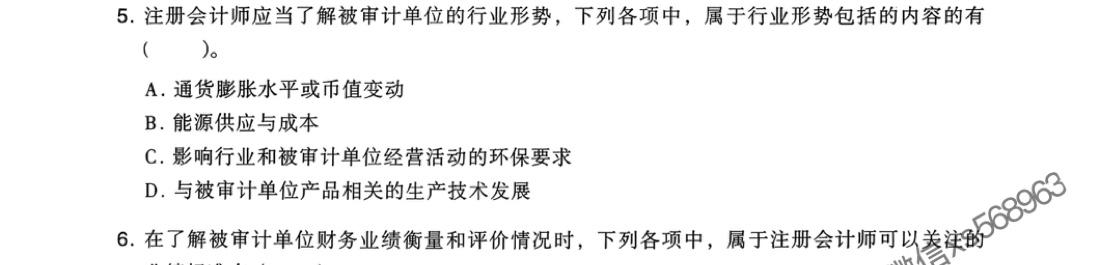 5. 注册会计师应当了解被审计单位的行业形势，下列各项中，属于行业形势包括的内容的有
(　　)。
A. 通货膨胀水平或币值变动
B. 能源供应与成本
C. 影响行业和被审计单位经营活动的环保要求
D. 与被审计单位产品相关的生产技术发展
6. 在了解被审计单位财务业绩衡量和评价情况时，下列各项中，属于注册会计师可以关注的